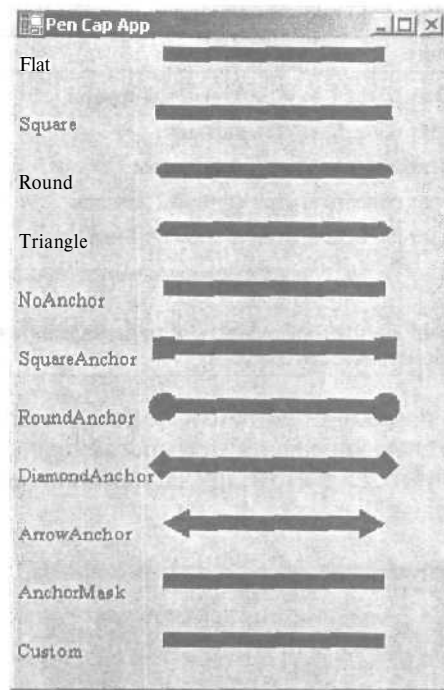 Pen Cap App
Flat
Square
Round
Triangle
NoAnchor
SquareAnchor
RoundAnchor
DiamondAnchor
ArrowAnchor
AnchorMask
Custom